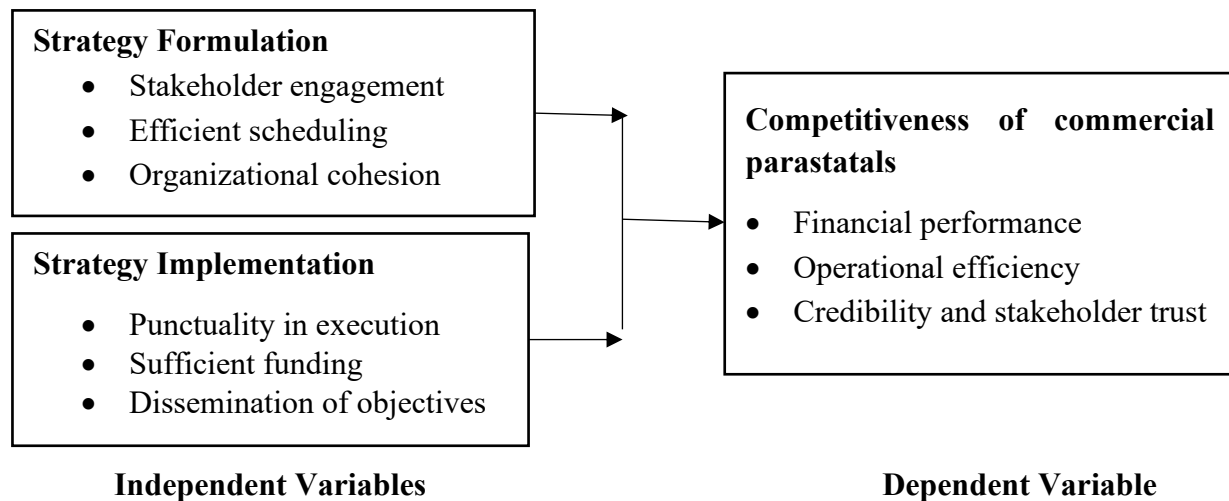 Strategy Formulation
• Stakeholder engagement
• Efficient scheduling
• Organizational cohesion
Strategy Implementation
• Punctuality in execution
• Sufficient funding
• Dissemination of objectives
Independent Variables
Competitiveness of commercial
parastatals
• Financial performance
• Operational efficiency
• Credibility and stakeholder trust
Dependent Variable